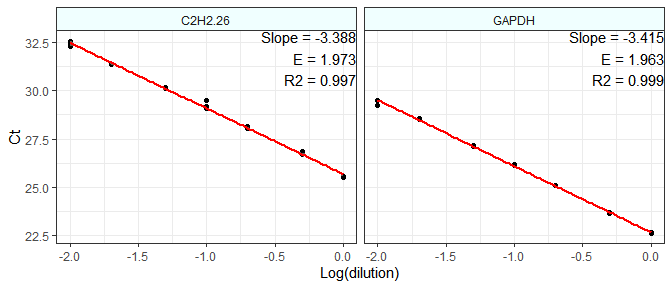 C2H2.26
GAPDH
Slope = -3.388
E = 1.973
R2 = 0.997
Slope = -3.415
E = 1.963
R2 = 0.999
Ct
32.5
30.0
27.5
25.0
22.5
-2.0 -1.5 -1.0 -0.5 0.0
-2.0 -1.5 -1.0 -0.5 0.0
Log(dilution)